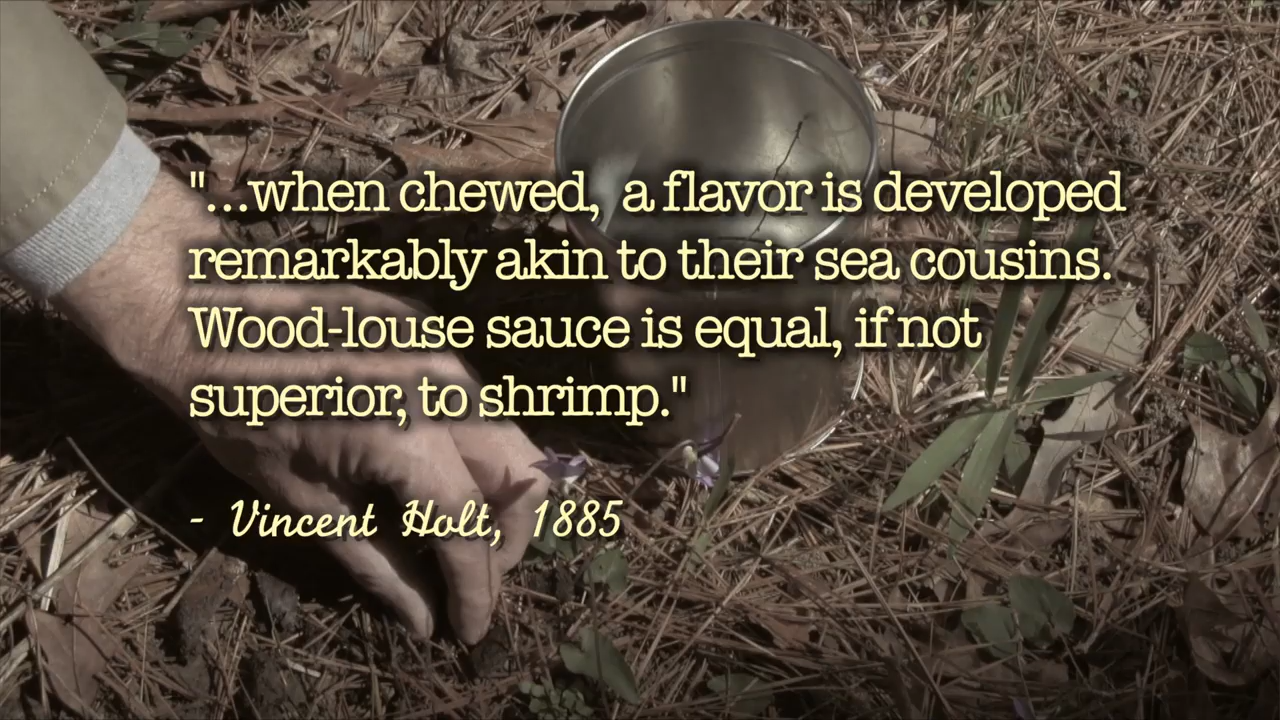 "...when chewed,  a flavor is developed
remarkably akin to their sea cousins.
Wood-louse sauce is equal, if not
superior, to shrimp."
- Vincent Holt, 1885